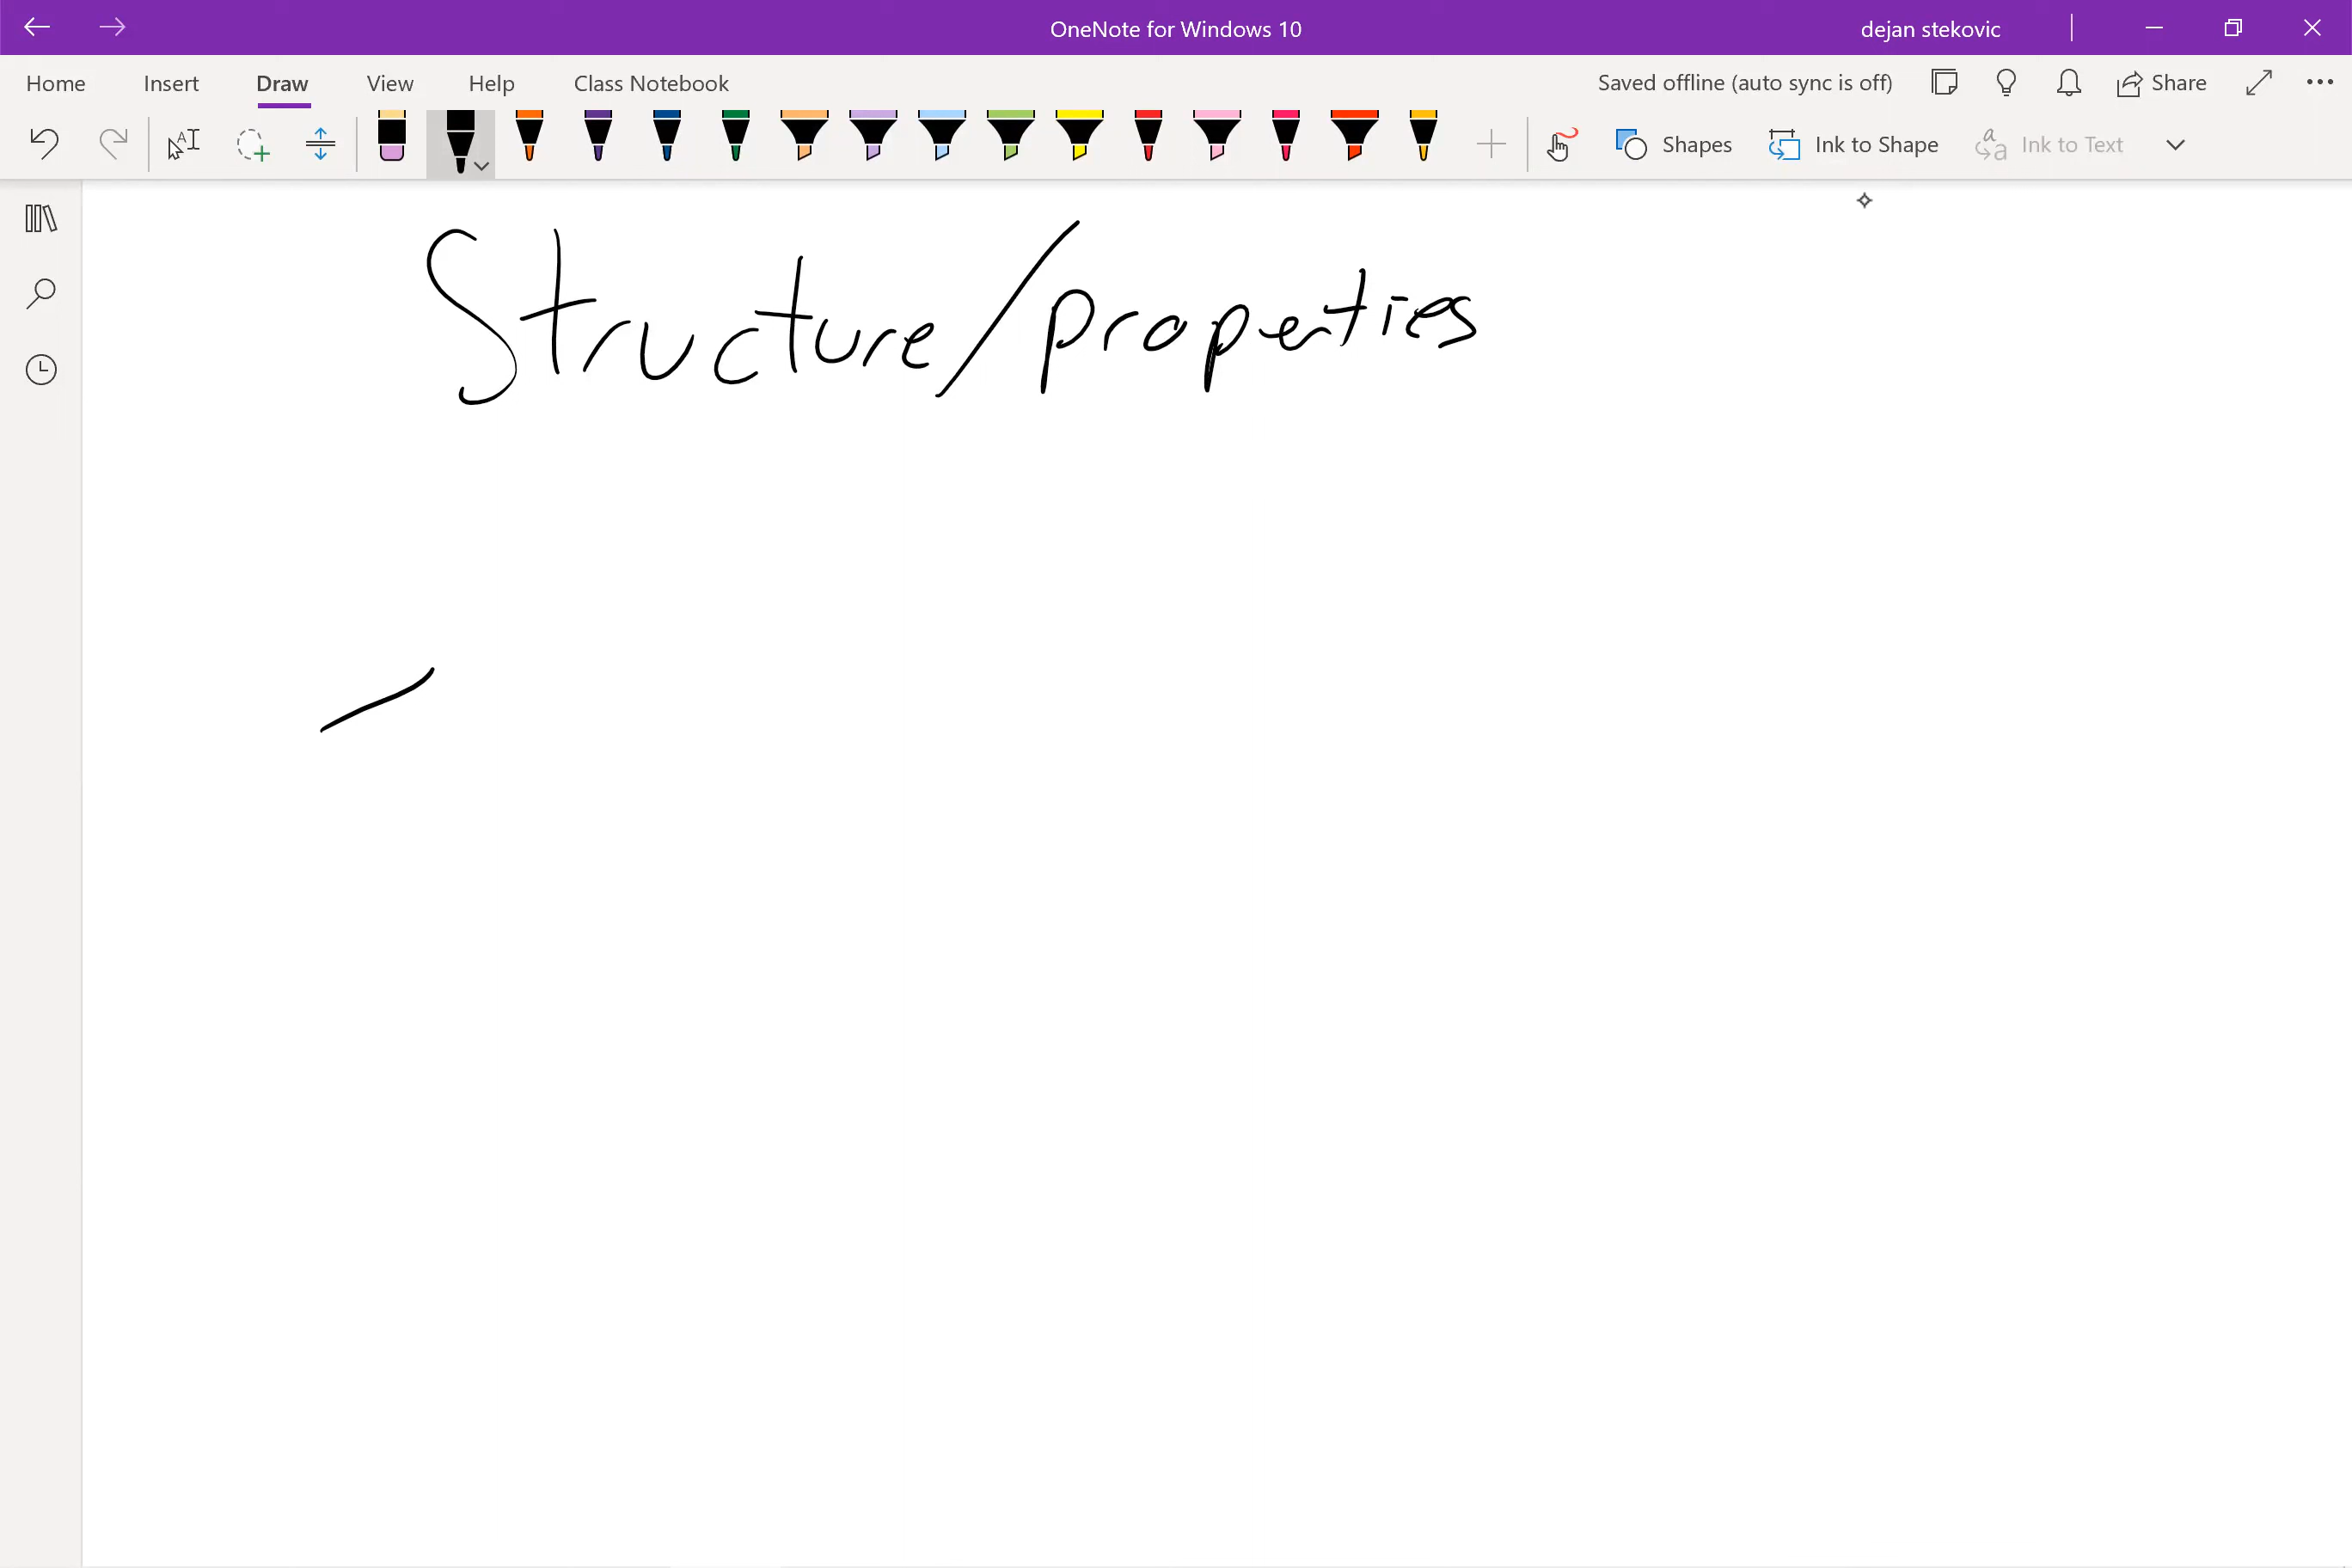 OneNote for Windows 10
dejan stekovic
Home Insert Draw View Help Class Notebook
Saved offline (auto sync is off)
Share
Shapes Ink to Shape Ink to Text
Structure/properties